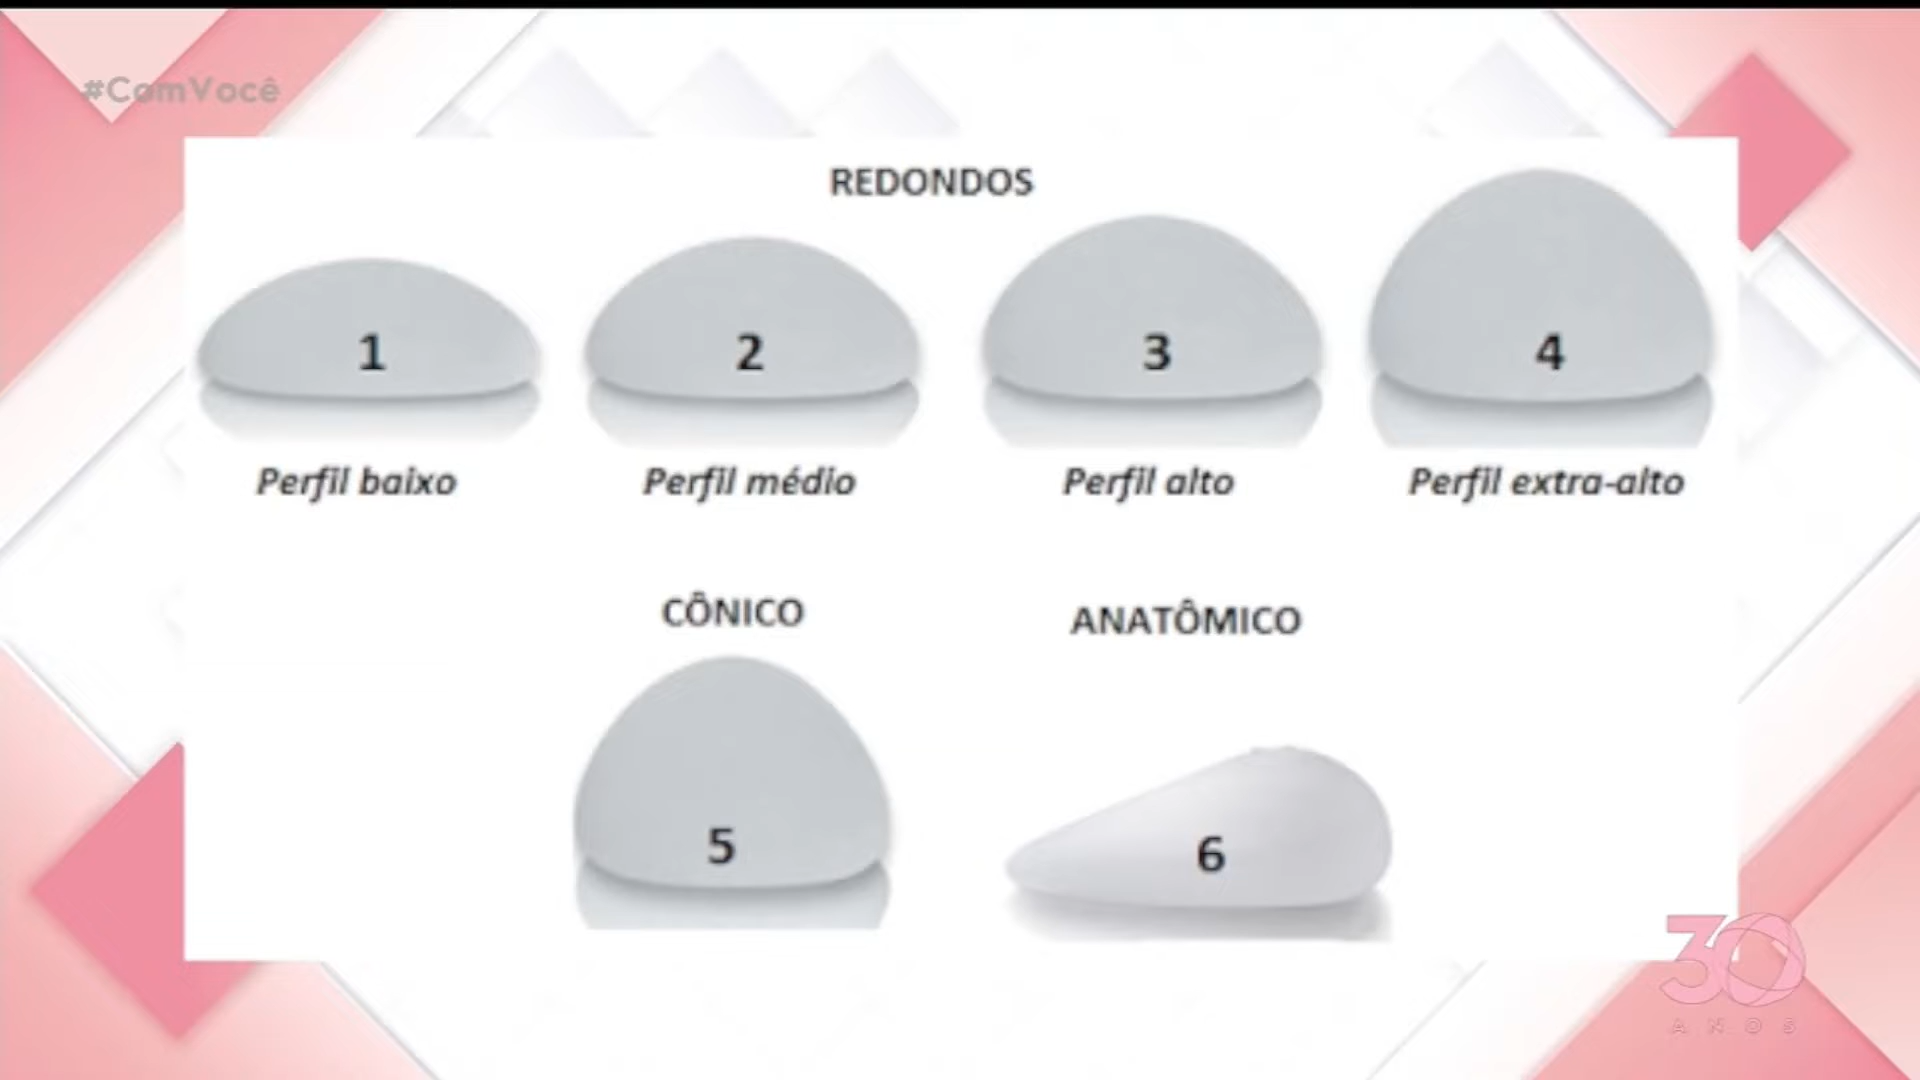 #ComVocê
REDONDOS
1 2 3 4
Perfil baixo Perfil médio Perfil alto Perfil extra-alto
CÔNICO ANATÔMICO
5 6
30
ANOS